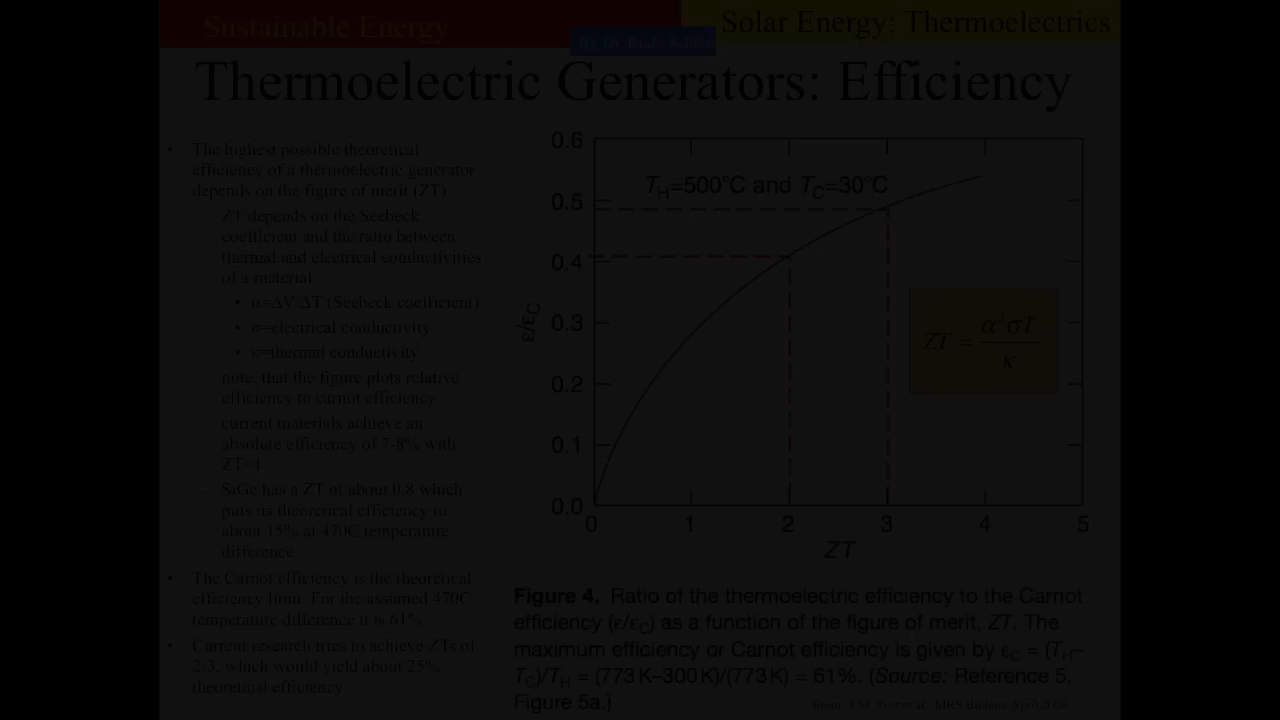 Sustainable Energy
Solar Energy: Thermoelectrics
By Dr. Rudi Schuech
Thermoelectric Generators: Efficiency
• The highest possible theoretical
efficiency of a thermoelectric generator
depends on the figure of merit (ZT)
– ZT depends on the Seebeck
coefficient and the ratio between
thermal and electrical conductivities
of a material
• α=ΔV/ΔT (Seebeck coefficient)
• σ=electrical conductivity
• κ=thermal conductivity
– note, that the figure plots relative
efficiency to carnot efficiency
– current materials achieve an
absolute efficiency of 7-8% with
ZT=1.
– SiGe has a ZT of about 0.8 which
puts its theoretical efficiency to
about 15% at 470C temperature
difference.
• The Carnot efficiency is the theoretical
efficiency limit. For the assumed 470C
temperature difference it is 61%.
• Current research tries to achieve ZTs of
2-3, which would yield about 25%
theoretical efficiency
0.6
0.5
0.4
0.3
0.2
0.1
0.0
ε/εC
TH=500°C and TC=30°C
ZT = α²σT/κ
0 1 2 3 4 5
ZT
Figure 4. Ratio of the thermoelectric efficiency to the Carnot
efficiency (ε/εC) as a function of the figure of merit, ZT. The
maximum efficiency or Carnot efficiency is given by εC = (TH–
TC)/TH = (773 K–300 K)/(773 K) = 61%. (Source: Reference 5,
Figure 5a.)
MRS Bulletin April